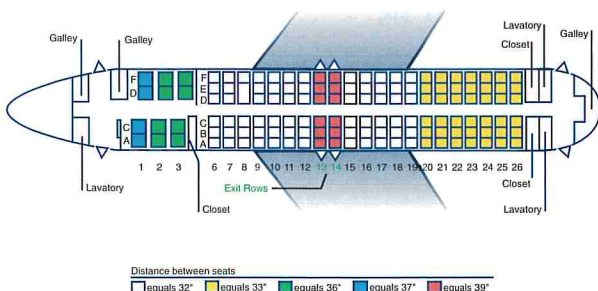 Galley
Galley
Lavatory
Closet
Galley
F
D
C
A
F
E
D
C
B
A
1 2 3 6 7 8 9 10 11 12 13 14 15 16 17 18 19 20 21 22 23 24 25 26
Exit Rows
Lavatory
Closet
Closet
Lavatory
Distance between seats
equals 32" equals 33" equals 36" equals 37" equals 39"